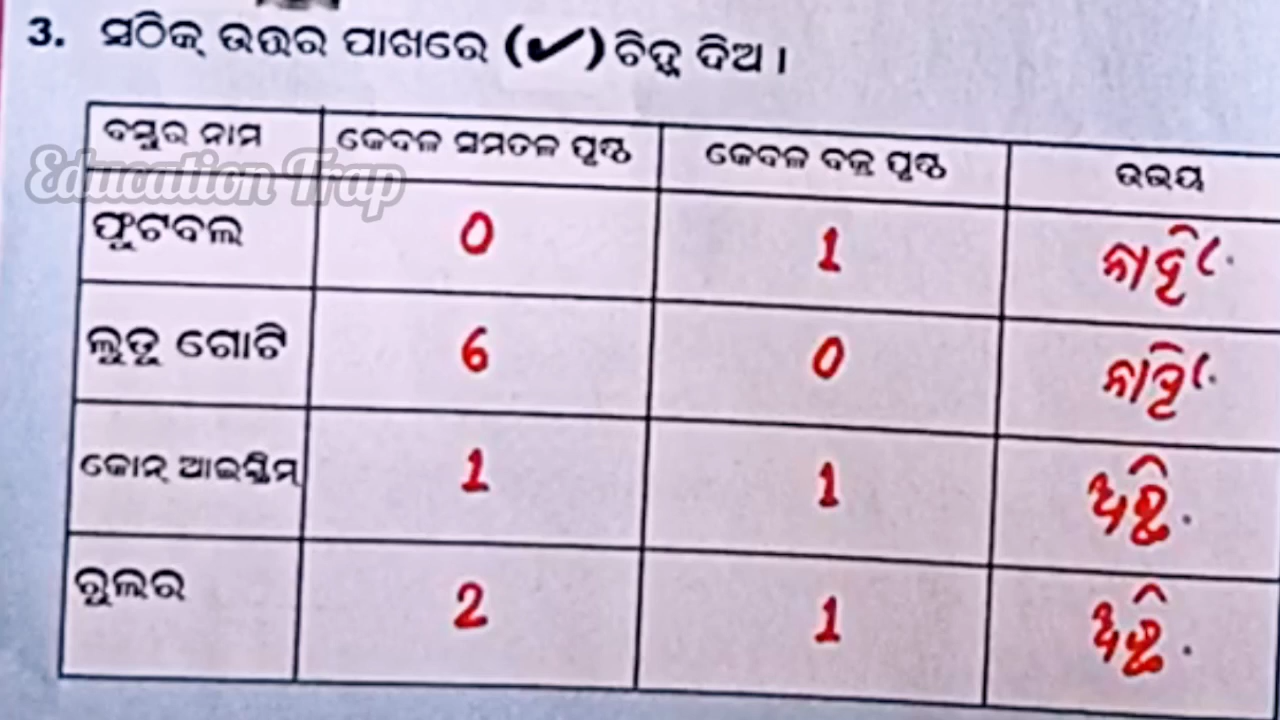 3. ସଠିକ୍ ଉତ୍ତର ପାଖରେ (✔) ଚିହ୍ନ ଦିଅ ।
ବସ୍ତୁର ନାମ କେବଳ ସମତଳ ପୃଷ୍ଠ କେବଳ ବକ୍ର ପୃଷ୍ଠ ଉଭୟ
Education Trap
ଫୁଟବଲ 0 1 ନାହିଁ
ଲୁଡୁ ଗୋଟି 6 0 ନାହିଁ
କୋନ୍ ଆଇସ୍କ୍ରିମ୍ 1 1 ଅଛି
ରୁଲର 2 1 ଅଛି